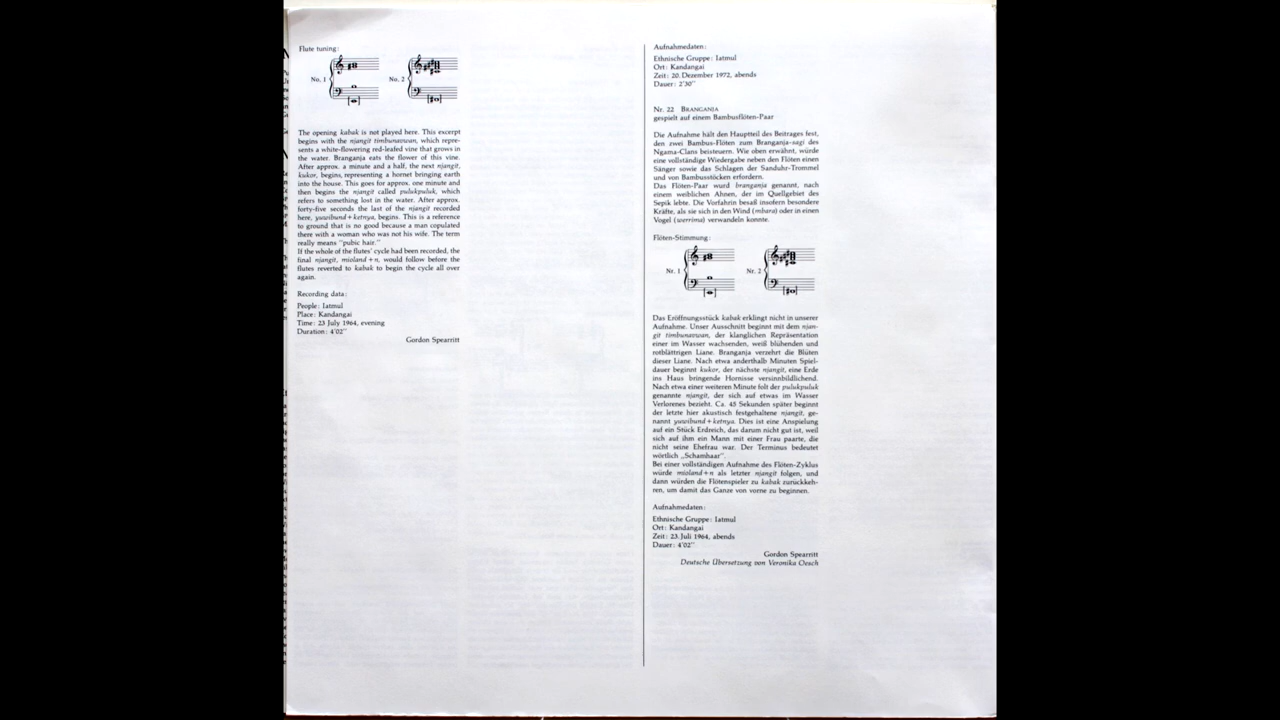 Flute tuning:
No. 1
No. 2
The opening kabak is not played here. This excerpt
begins with the njangit timbunauwan, which repre-
sents a white-flowering red-leafed vine that grows in
the water. Branganja eats the flower of this vine.
After approx. a minute and a half, the next njangit,
kukor, begins, representing a hornet bringing earth
into the house. This goes for approx. one minute and
then begins the njangit called pulukpuluk, which
refers to something lost in the water. After approx.
forty-five seconds the last of the njangit recorded
here, yuwibund+ketnya, begins. This is a reference
to ground that is no good because a man copulated
there with a woman who was not his wife. The term
really means "pubic hair."
If the whole of the flutes' cycle had been recorded, the
final njangit, mioland+n, would follow before the
flutes reverted to kabak to begin the cycle all over
again.
Recording data:
People: Iatmul
Place: Kandangai
Time: 23 July 1964, evening
Duration: 4'02"
Gordon Spearritt
Aufnahmedaten:
Ethnische Gruppe: Iatmul
Ort: Kandangai
Zeit: 20. Dezember 1972, abends
Dauer: 2'30"
Nr. 22 BRANGANJA
gespielt auf einem Bambusflöten-Paar
Die Aufnahme hält den Hauptteil des Beitrages fest,
den zwei Bambus-Flöten zum Branganja-sagi des
Ngama-Clans beisteuern. Wie oben erwähnt, würde
eine vollständige Wiedergabe neben den Flöten einen
Sänger sowie das Schlagen der Sanduhr-Trommel
und von Bambusstöcken erfordern.
Das Flöten-Paar wurd branganja genannt, nach
einem weiblichen Ahnen, der im Quellgebiet des
Sepik lebte. Die Vorfahrin besaß insofern besondere
Kräfte, als sie sich in den Wind (mbara) oder in einen
Vogel (werrima) verwandeln konnte.
Flöten-Stimmung:
Nr. 1
Nr. 2
Das Eröffnungsstück kabak erklingt nicht in unserer
Aufnahme. Unser Ausschnitt beginnt mit dem njan-
git timbunauwan, der klanglichen Repräsentation
einer im Wasser wachsenden, weiß blühenden und
rotblättrigen Liane. Branganja verzehrt die Blüten
dieser Liane. Nach etwa anderthalb Minuten Spiel-
dauer beginnt kukor, der nächste njangit, eine Erde
ins Haus bringende Hornisse versinnbildlichend.
Nach etwa einer weiteren Minute folt der pulukpuluk
genannte njangit, der sich auf etwas im Wasser
Verlorenes bezieht. Ca. 45 Sekunden später beginnt
der letzte hier akustisch festgehaltene njangit, ge-
nannt yuwibund+ketnya. Dies ist eine Anspielung
auf ein Stück Erdreich, das darum nicht gut ist, weil
sich auf ihm ein Mann mit einer Frau paarte, die
nicht seine Ehefrau war. Der Terminus bedeutet
wörtlich „Schamhaar".
Bei einer vollständigen Aufnahme des Flöten-Zyklus
würde mioland+n als letzter njangit folgen, und
dann würden die Flötenspieler zu kabak zurückkeh-
ren, um damit das Ganze von vorne zu beginnen.
Aufnahmedaten:
Ethnische Gruppe: Iatmul
Ort: Kandangai
Zeit: 23. Juli 1964, abends
Dauer: 4'02"
Gordon Spearritt
Deutsche Übersetzung von Veronika Oesch